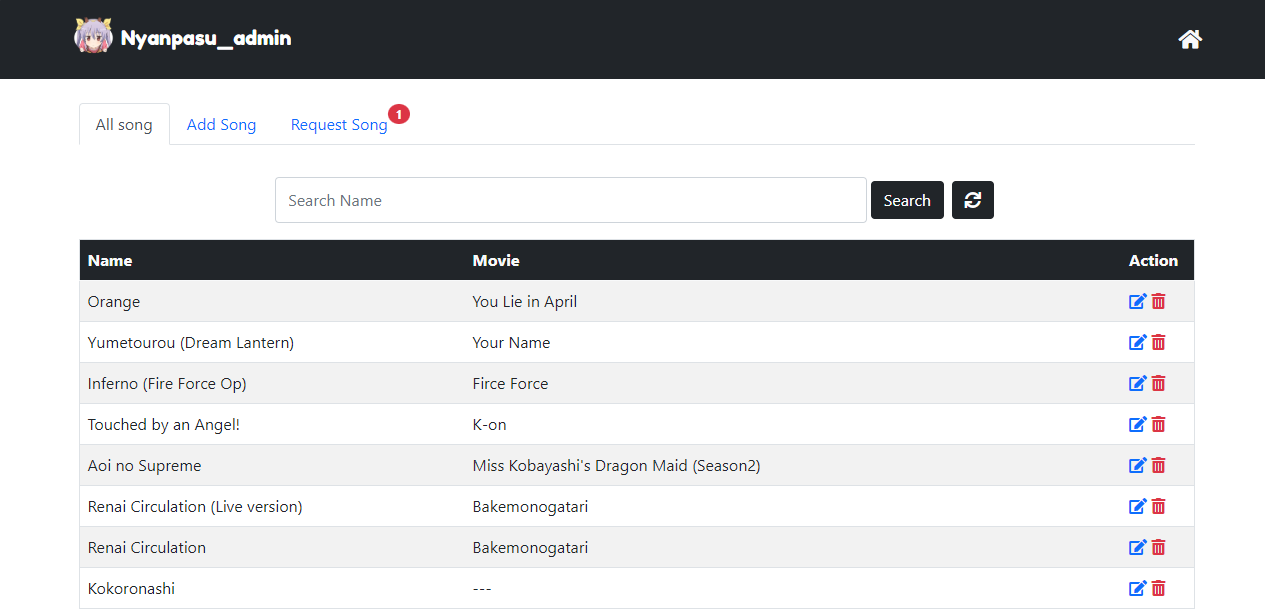 Nyanpasu_admin
All song Add Song Request Song 1
Search Name Search
Name Movie Action
Orange You Lie in April
Yumetourou (Dream Lantern) Your Name
Inferno (Fire Force Op) Firce Force
Touched by an Angel! K-on
Aoi no Supreme Miss Kobayashi's Dragon Maid (Season2)
Renai Circulation (Live version) Bakemonogatari
Renai Circulation Bakemonogatari
Kokoronashi ---